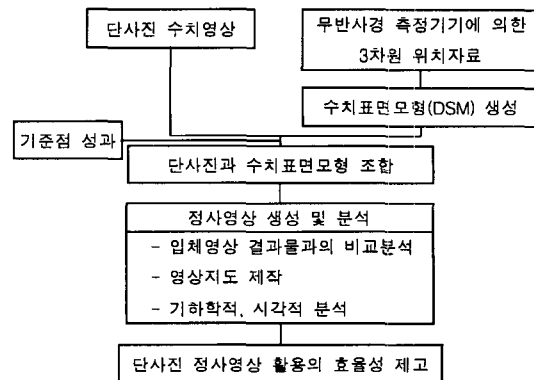 단사진 수치영상
무반사경 측정기기에 의한
3차원 위치자료
수치표면모형(DSM) 생성
기준점 성과
단사진과 수치표면모형 조합
정사영상 생성 및 분석
- 입체영상 결과물과의 비교분석
- 영상지도 제작
- 기하학적, 시각적 분석
단사진 정사영상 활용의 효율성 제고